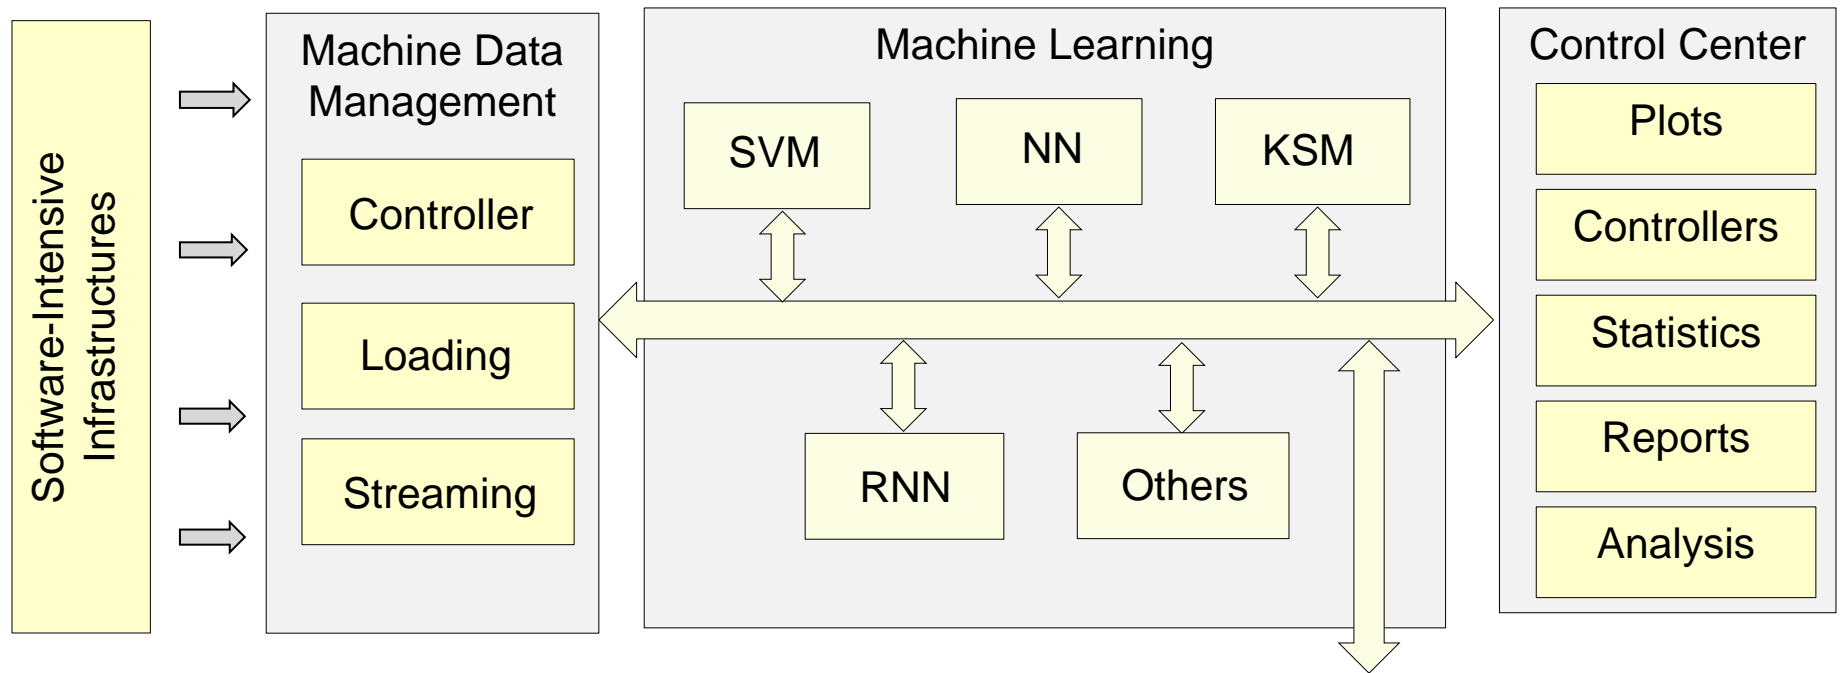 Software-Intensive
Infrastructures
Machine Data
Management
Controller
Loading
Streaming
Machine Learning
SVM
NN
KSM
RNN
Others
Control Center
Plots
Controllers
Statistics
Reports
Analysis